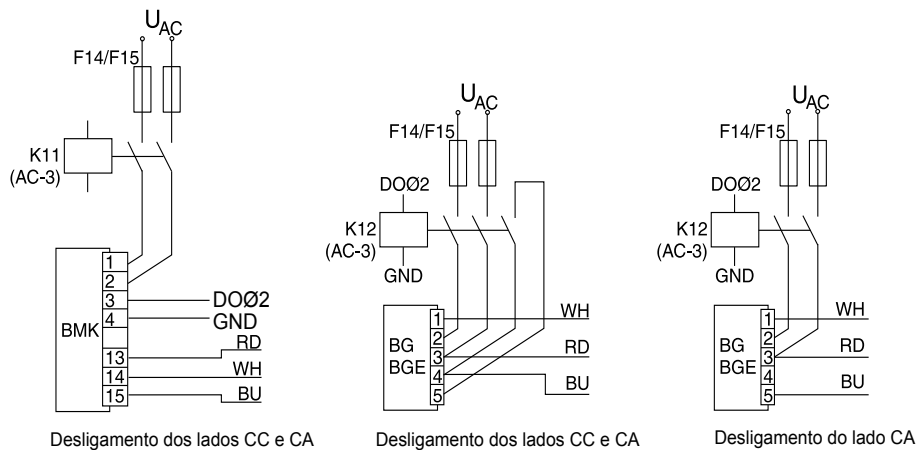 UAC
F14/F15
K11
(AC-3)
BMK
1
2
3
4
13
14
15
DOØ2
GND
RD
WH
BU
Desligamento dos lados CC e CA
UAC
F14/F15
DOØ2
K12
(AC-3)
GND
BG
BGE
1
2
3
4
5
WH
RD
BU
Desligamento dos lados CC e CA
UAC
F14/F15
DOØ2
K12
(AC-3)
GND
BG
BGE
1
2
3
4
5
WH
RD
BU
Desligamento do lado CA